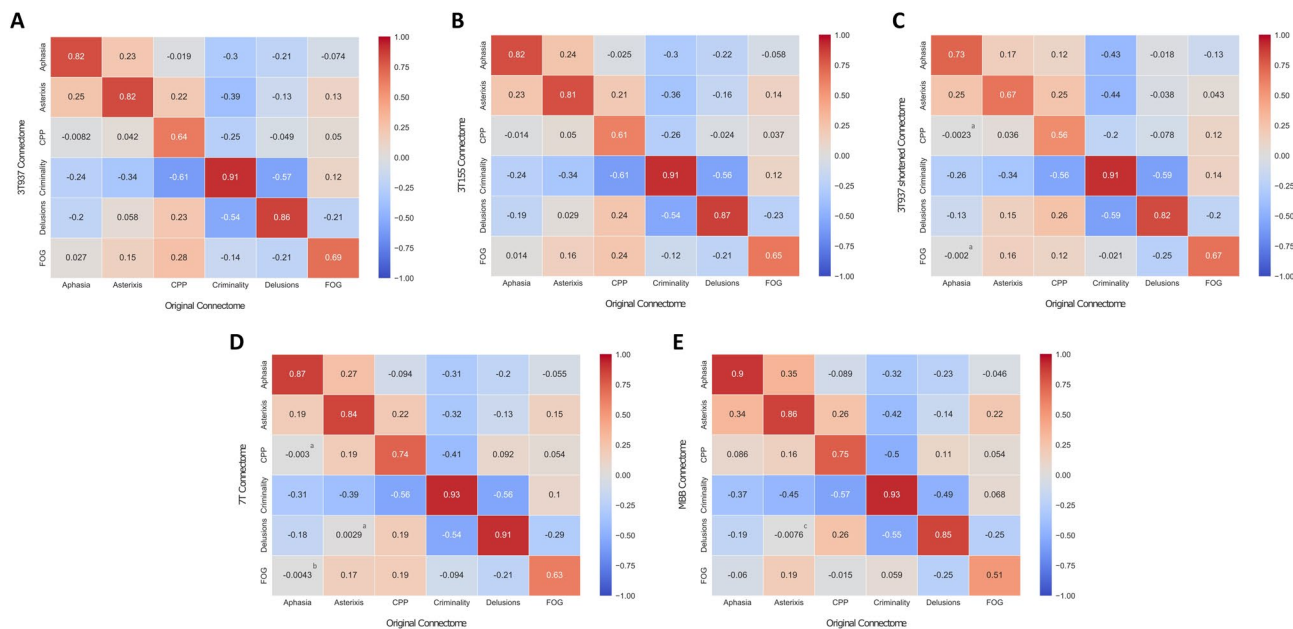 A
3T937 Connectome
Aphasia 0.82 0.23 -0.019 -0.3 -0.21 -0.074
Asterixis 0.25 0.82 0.22 -0.39 -0.13 0.13
CPP -0.0082 0.042 0.64 -0.25 -0.049 0.05
Criminality -0.24 -0.34 -0.61 0.91 -0.57 0.12
Delusions -0.2 0.058 0.23 -0.54 0.86 -0.21
FOG 0.027 0.15 0.28 -0.14 -0.21 0.69
Aphasia Asterixis CPP Criminality Delusions FOG
Original Connectome
1.00
0.75
0.50
0.25
0.00
−0.25
−0.50
−0.75
−1.00
B
3T155 Connectome
Aphasia 0.82 0.24 -0.025 -0.3 -0.22 -0.058
Asterixis 0.23 0.81 0.21 -0.36 -0.16 0.14
CPP -0.014 0.05 0.61 -0.26 -0.024 0.037
Criminality -0.24 -0.34 -0.61 0.91 -0.56 0.12
Delusions -0.19 0.029 0.24 -0.54 0.87 -0.23
FOG 0.014 0.16 0.24 -0.12 -0.21 0.65
Aphasia Asterixis CPP Criminality Delusions FOG
Original Connectome
1.00
0.75
0.50
0.25
0.00
−0.25
−0.50
−0.75
−1.00
C
3T937 shortened Connectome
Aphasia 0.73 0.17 0.12 -0.43 -0.018 -0.13
Asterixis 0.25 0.67 0.25 -0.44 -0.038 0.043
CPP -0.0023 a 0.036 0.56 -0.2 -0.078 0.12
Criminality -0.26 -0.34 -0.56 0.91 -0.59 0.14
Delusions -0.13 0.15 0.26 -0.59 0.82 -0.2
FOG -0.002 a 0.16 0.12 -0.021 -0.25 0.67
Aphasia Asterixis CPP Criminality Delusions FOG
Original Connectome
1.00
0.75
0.50
0.25
0.00
−0.25
−0.50
−0.75
−1.00
D
7T Connectome
Aphasia 0.87 0.27 -0.094 -0.31 -0.2 -0.055
Asterixis 0.19 0.84 0.22 -0.32 -0.13 0.15
CPP -0.003 a 0.19 0.74 -0.41 0.092 0.054
Criminality -0.31 -0.39 -0.56 0.93 -0.56 0.1
Delusions -0.18 0.0029 a 0.19 -0.54 0.91 -0.29
FOG -0.0043 b 0.17 0.19 -0.094 -0.21 0.63
Aphasia Asterixis CPP Criminality Delusions FOG
Original Connectome
1.00
0.75
0.50
0.25
0.00
−0.25
−0.50
−0.75
−1.00
E
MBB Connectome
Aphasia 0.9 0.35 -0.089 -0.32 -0.23 -0.046
Asterixis 0.34 0.86 0.26 -0.42 -0.14 0.22
CPP 0.086 0.16 0.75 -0.5 0.11 0.054
Criminality -0.37 -0.45 -0.57 0.93 -0.49 0.068
Delusions -0.19 -0.0076 c 0.26 -0.55 0.85 -0.25
FOG -0.06 0.19 -0.015 0.059 -0.25 0.51
Aphasia Asterixis CPP Criminality Delusions FOG
Original Connectome
1.00
0.75
0.50
0.25
0.00
−0.25
−0.50
−0.75
−1.00